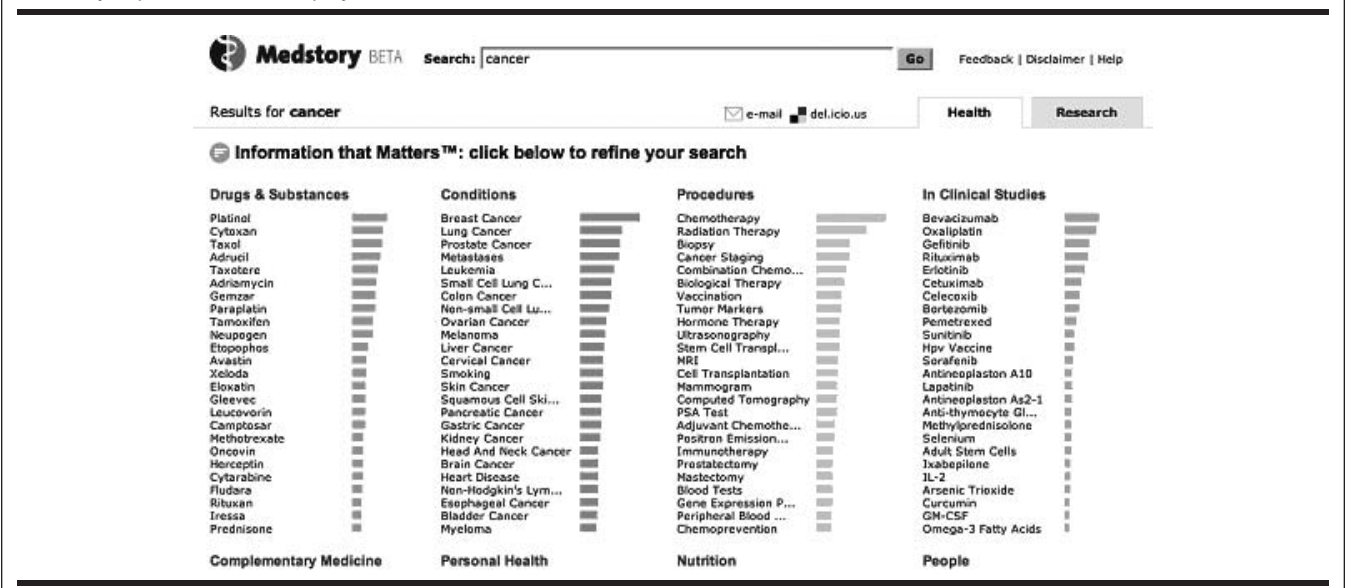 Medstory BETA Search: cancer Go Feedback | Disclaimer | Help
Results for cancer e-mail del.icio.us Health Research
Information that Matters™: click below to refine your search
Drugs & Substances
Platinol
Cytoxan
Taxol
Adrucil
Taxotere
Adriamycin
Gemzar
Paraplatin
Tamoxifen
Neupogen
Etopophos
Avastin
Xeloda
Eloxatin
Gleevec
Leucovorin
Camptosar
Methotrexate
Oncovin
Herceptin
Cytarabine
Fludara
Rituxan
Iressa
Prednisone
Conditions
Breast Cancer
Lung Cancer
Prostate Cancer
Metastases
Leukemia
Small Cell Lung C...
Colon Cancer
Non-small Cell Lu...
Ovarian Cancer
Melanoma
Liver Cancer
Cervical Cancer
Smoking
Skin Cancer
Squamous Cell Ski...
Pancreatic Cancer
Gastric Cancer
Kidney Cancer
Head And Neck Cancer
Brain Cancer
Heart Disease
Non-Hodgkin's Lym...
Esophageal Cancer
Bladder Cancer
Myeloma
Procedures
Chemotherapy
Radiation Therapy
Biopsy
Cancer Staging
Combination Chemo...
Biological Therapy
Vaccination
Tumor Markers
Hormone Therapy
Ultrasonography
Stem Cell Transpl...
MRI
Cell Transplantation
Mammogram
Computed Tomography
PSA Test
Adjuvant Chemothe...
Positron Emission...
Immunotherapy
Prostatectomy
Mastectomy
Blood Tests
Gene Expression P...
Peripheral Blood ...
Chemoprevention
In Clinical Studies
Bevacizumab
Oxaliplatin
Gefitinib
Rituximab
Erlotinib
Cetuximab
Celecoxib
Bortezomib
Pemetrexed
Sunitinib
Hpv Vaccine
Sorafenib
Antineoplaston A10
Lapatinib
Antineoplaston As2-1
Anti-thymocyte Gl...
Methylprednisolone
Selenium
Adult Stem Cells
Ixabepilone
IL-2
Arsenic Trioxide
Curcumin
GM-CSF
Omega-3 Fatty Acids
Complementary Medicine Personal Health Nutrition People